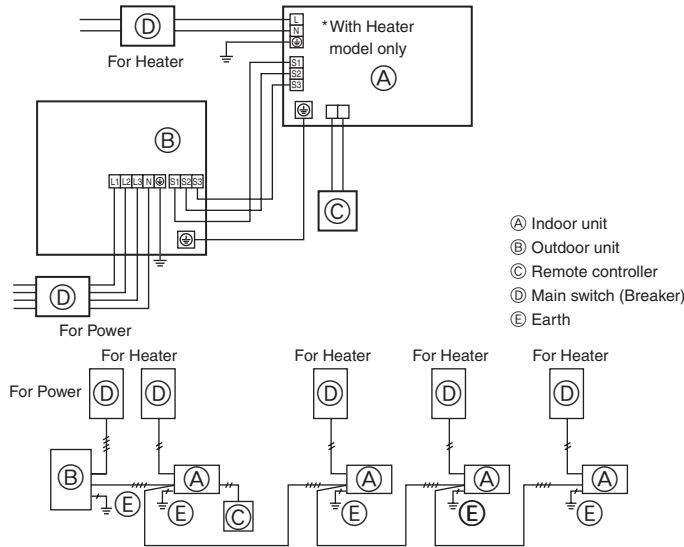 Ⓓ
For Heater
L
N
*With Heater
model only
Ⓐ
S1
S2
S3
Ⓑ
L1 L2 L3 N S1 S2 S3
Ⓒ
Ⓓ
For Power
Ⓐ Indoor unit
Ⓑ Outdoor unit
Ⓒ Remote controller
Ⓓ Main switch (Breaker)
Ⓔ Earth
For Heater For Heater For Heater For Heater
For Power Ⓓ Ⓓ Ⓓ Ⓓ Ⓓ
Ⓑ Ⓐ Ⓐ Ⓐ Ⓐ
Ⓔ Ⓔ Ⓒ Ⓔ Ⓔ Ⓔ